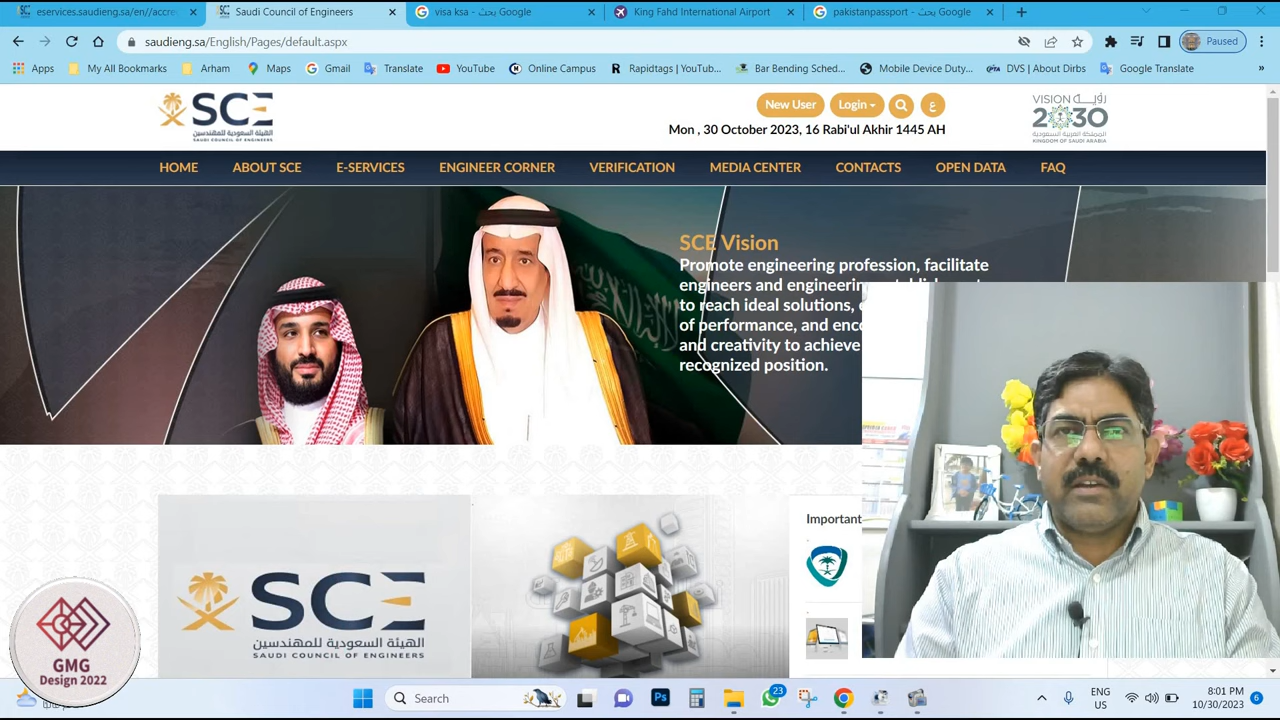 eservices.saudieng.sa/en//accre
Saudi Council of Engineers
visa ksa - بحث Google
King Fahd International Airport
pakistanpassport - بحث Google
saudieng.sa/English/Pages/default.aspx
Paused
Apps
My All Bookmarks
Arham
Maps
Gmail
Translate
YouTube
Online Campus
Rapidtags | YouTu...
Bar Bending Sched...
Mobile Device Duty...
DVS | About Dirbs
Google Translate
»
SCE
الهيئة السعودية للمهندسين
SAUDI COUNCIL OF ENGINEERS
New User
Login
ع
Mon , 30 October 2023, 16 Rabi'ul Akhir 1445 H
VISION رؤيــة
2030
المملكة العربية السعودية
KINGDOM OF SAUDI ARABIA
HOME
ABOUT SCE
E-SERVICES
ENGINEER CORNER
VERIFICATION
MEDIA CENTER
CONTACTS
OPEN DATA
FAQ
SCE Vision
Promote engineering profession, facilitate
engineers and engineerin
to reach ideal solutions,
of performance, and enco
and creativity to achieve
recognized position.
Important
SCE
الهيئة السعودية للمهندسين
SAUDI COUNCIL OF ENGINEERS
GMG
Design 2022
Search
23
ENG
US
8:01 PM
10/30/2023
6